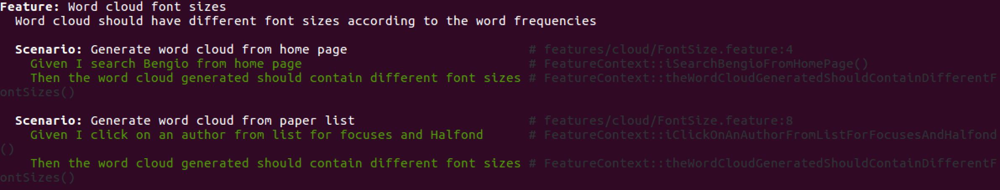 Feature: Word cloud font sizes
  Word cloud should have different font sizes according to the word frequencies

  Scenario: Generate word cloud from home page                        # features/cloud/FontSize.feature:4
    Given I search Bengio from home page                              # FeatureContext::iSearchBengioFromHomePage()
    Then the word cloud generated should contain different font sizes # FeatureContext::theWordCloudGeneratedShouldContainDifferentF
ontSizes()

  Scenario: Generate word cloud from paper list                       # features/cloud/FontSize.feature:8
    Given I click on an author from list for focuses and Halfond      # FeatureContext::iClickOnAnAuthorFromListForFocusesAndHalfond
()
    Then the word cloud generated should contain different font sizes # FeatureContext::theWordCloudGeneratedShouldContainDifferentF
ontSizes()